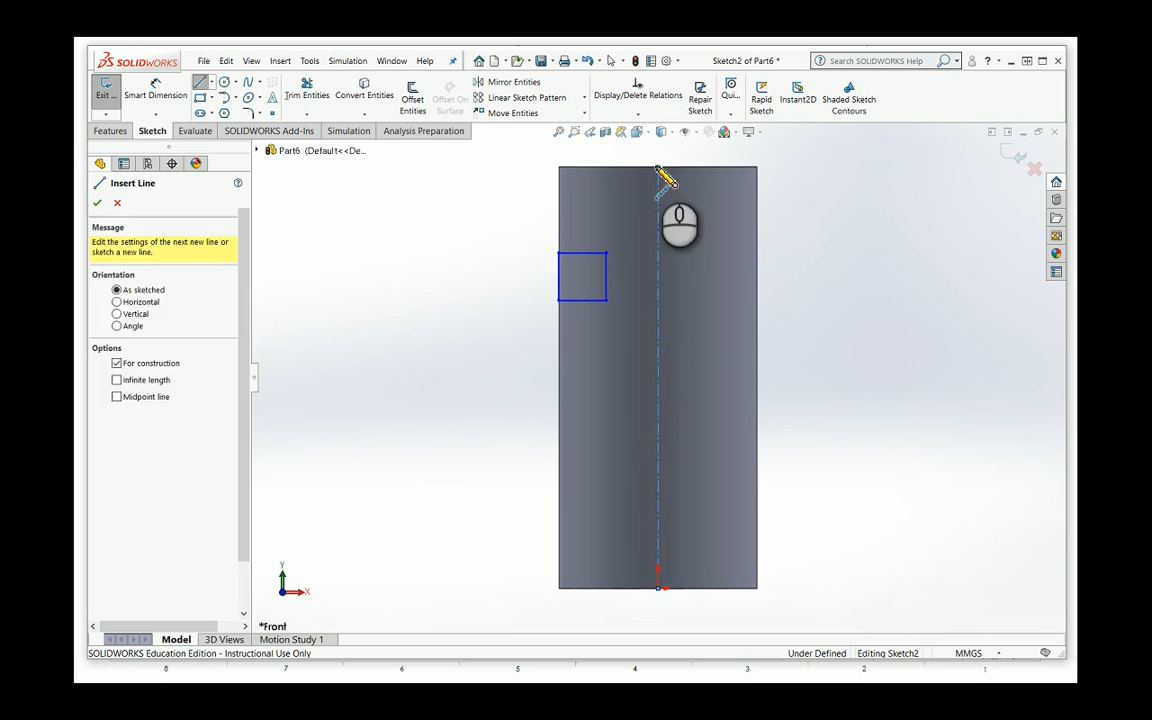 SOLIDWORKS File Edit View Insert Tools Simulation Window Help Sketch2 of Part6 * Search SOLIDWORKS Help
Exit ... Smart Dimension Trim Entities Convert Entities Offset Entities Offset On Surface Mirror Entities Linear Sketch Pattern Move Entities Display/Delete Relations Repair Sketch Qui... Rapid Sketch Instant2D Shaded Sketch Contours
Features Sketch Evaluate SOLIDWORKS Add-Ins Simulation Analysis Preparation
Part6 (Default<<De...
Insert Line
Message
Edit the settings of the next new line or
sketch a new line.
Orientation
As sketched
Horizontal
Vertical
Angle
Options
For construction
Infinite length
Midpoint line
Y
X
*Front
Model 3D Views Motion Study 1
SOLIDWORKS Education Edition - Instructional Use Only Under Defined Editing Sketch2 MMGS
8 7 6 5 4 3 2 1